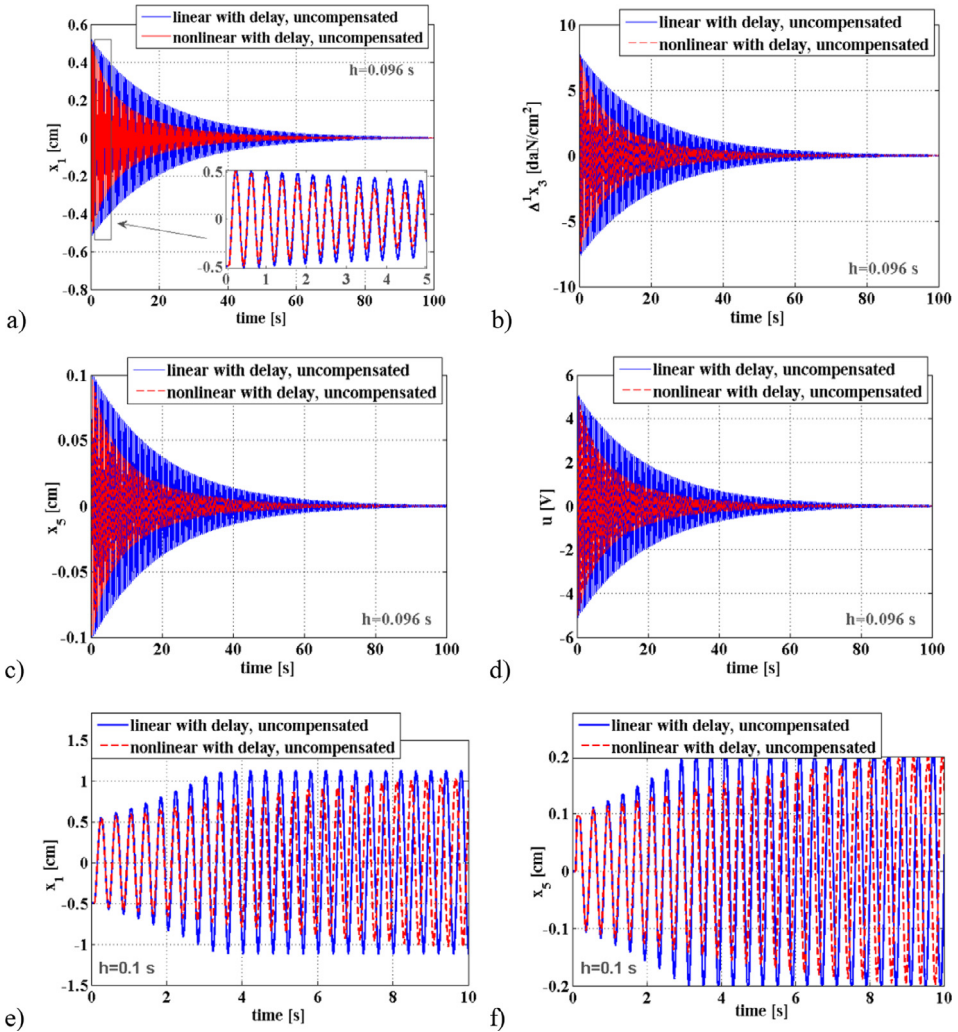 linear with delay, uncompensated
nonlinear with delay, uncompensated
h=0.096 s
x1 [cm]
0.6
0.4
0.2
0
-0.2
-0.4
-0.6
-0.8
0.5
0
-0.5
0 1 2 3 4 5
0 20 40 60 80 100
time [s]
a)
linear with delay, uncompensated
nonlinear with delay, uncompensated
Δ¹x3 [daN/cm²]
10
5
0
-5
-10
h=0.096 s
0 20 40 60 80 100
time [s]
b)
linear with delay, uncompensated
nonlinear with delay, uncompensated
x5 [cm]
0.1
0.05
0
-0.05
-0.1
h=0.096 s
0 20 40 60 80 100
time [s]
c)
linear with delay, uncompensated
nonlinear with delay, uncompensated
u [V]
6
4
2
0
-2
-4
-6
h=0.096 s
0 20 40 60 80 100
time [s]
d)
linear with delay, uncompensated
nonlinear with delay, uncompensated
x1 [cm]
1.5
1
0.5
0
-0.5
-1
-1.5
h=0.1 s
0 2 4 6 8 10
time [s]
e)
linear with delay, uncompensated
nonlinear with delay, uncompensated
x5 [cm]
0.2
0.1
0
-0.1
-0.2
h=0.1 s
0 2 4 6 8 10
time [s]
f)